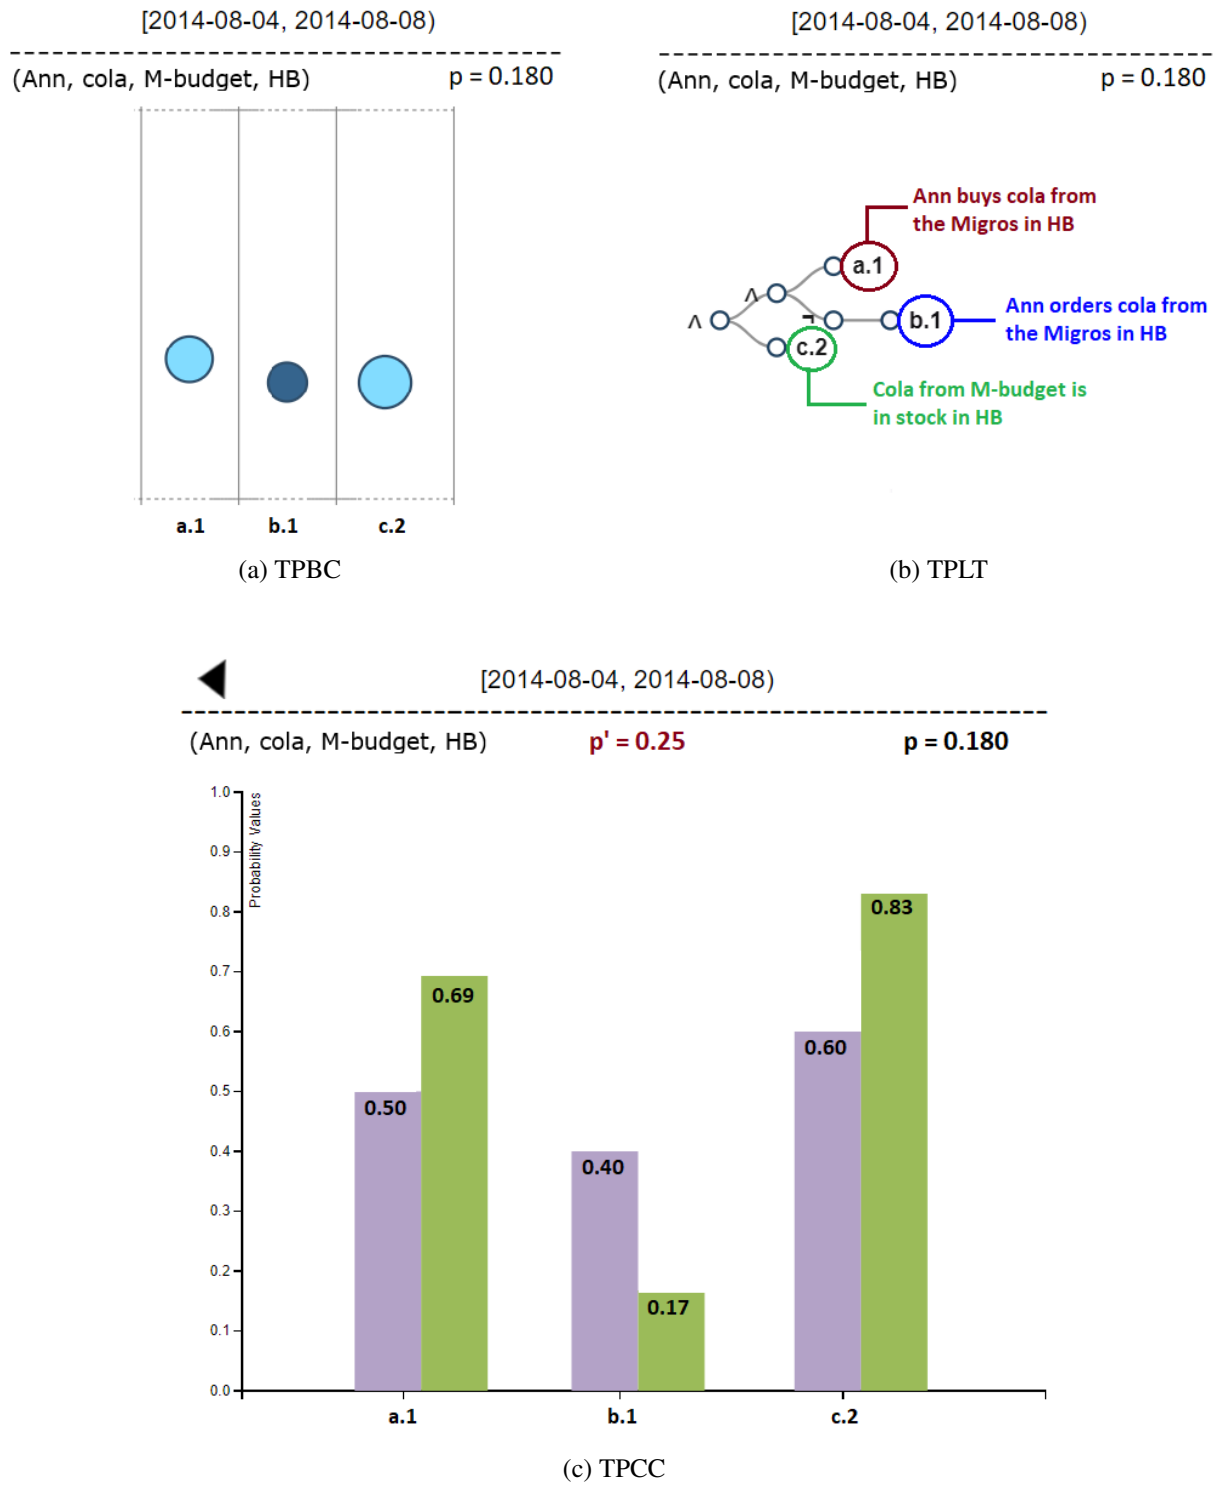 [2014-08-04, 2014-08-08)
(Ann, cola, M-budget, HB) p = 0.180
a.1 b.1 c.2
(a) TPBC
[2014-08-04, 2014-08-08)
(Ann, cola, M-budget, HB) p = 0.180
Ann buys cola from
the Migros in HB
a.1
Λ
Λ
¬
b.1
Ann orders cola from
the Migros in HB
c.2
Cola from M-budget is
in stock in HB
(b) TPLT
[2014-08-04, 2014-08-08)
(Ann, cola, M-budget, HB) p' = 0.25 p = 0.180
Probability Values
1.0
0.9
0.8
0.7
0.6
0.5
0.4
0.3
0.2
0.1
0.0
0.50
0.69
0.40
0.17
0.60
0.83
a.1 b.1 c.2
(c) TPCC